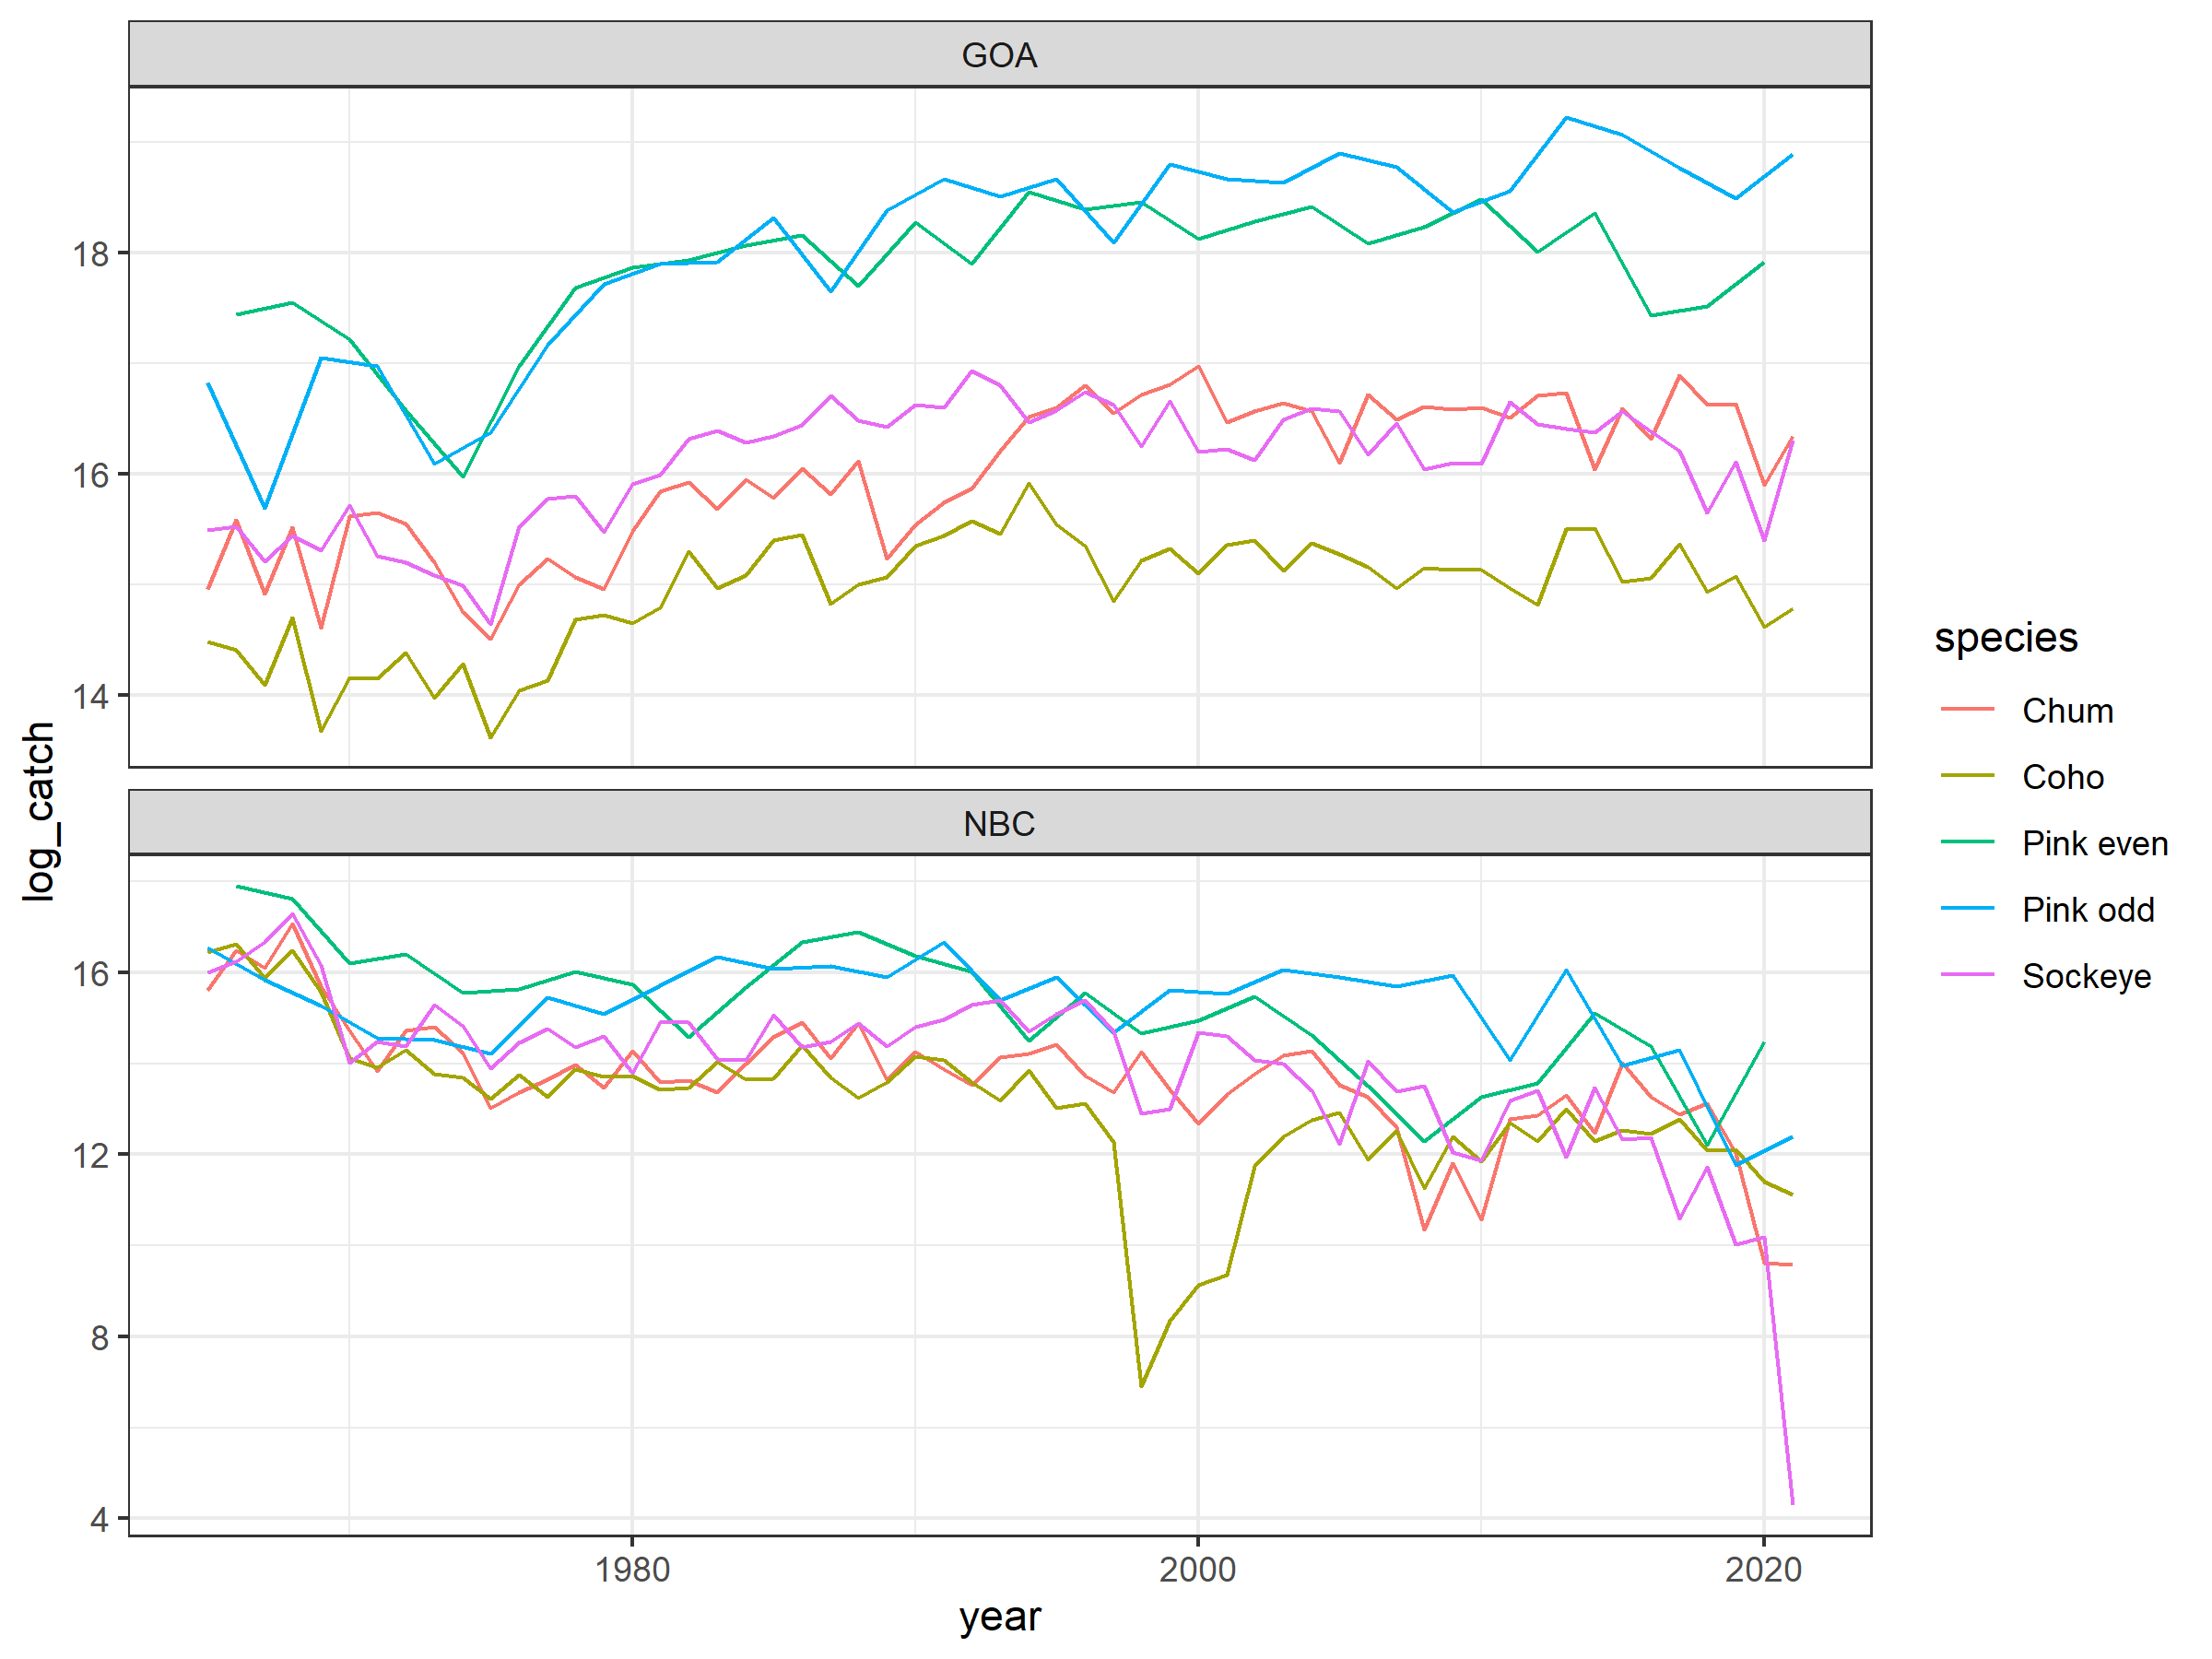 GOA
18
16
14
NBC
16
12
8
4
1980 2000 2020
year
log_catch
species
Chum
Coho
Pink even
Pink odd
Sockeye